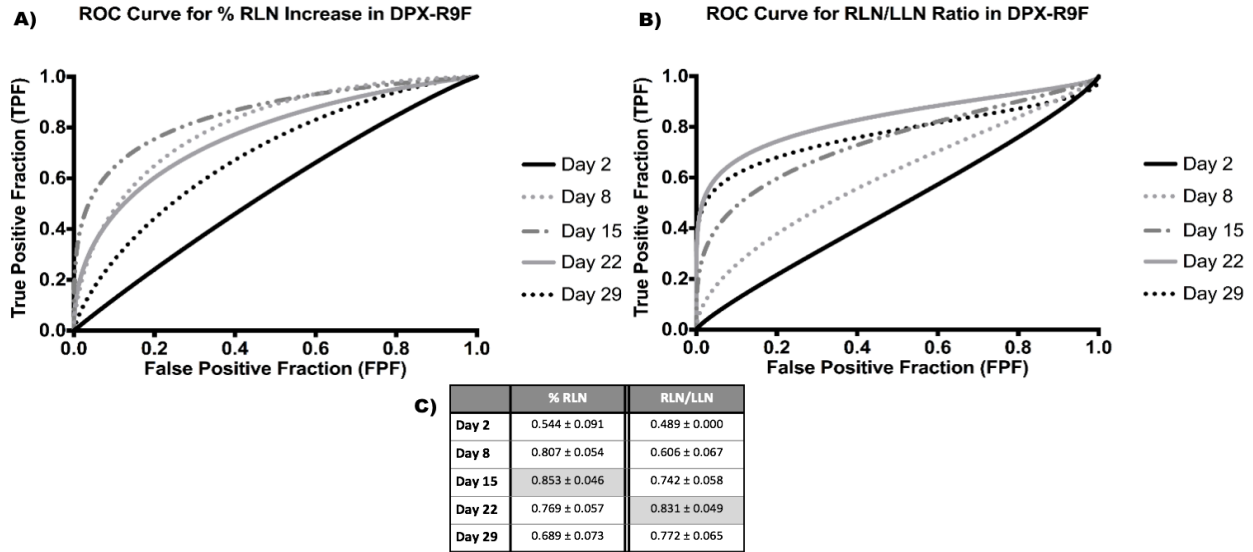 A)
ROC Curve for % RLN Increase in DPX-R9F
True Positive Fraction (TPF)
1.0
0.8
0.6
0.4
0.2
0.0
0.0 0.2 0.4 0.6 0.8 1.0
False Positive Fraction (FPF)
Day 2
Day 8
Day 15
Day 22
Day 29
B)
ROC Curve for RLN/LLN Ratio in DPX-R9F
True Positive Fraction (TPF)
1.0
0.8
0.6
0.4
0.2
0.0
0.0 0.2 0.4 0.6 0.8 1.0
False Positive Fraction (FPF)
Day 2
Day 8
Day 15
Day 22
Day 29
C)
% RLN RLN/LLN
Day 2 0.544 ± 0.091 0.489 ± 0.000
Day 8 0.807 ± 0.054 0.606 ± 0.067
Day 15 0.853 ± 0.046 0.742 ± 0.058
Day 22 0.769 ± 0.057 0.831 ± 0.049
Day 29 0.689 ± 0.073 0.772 ± 0.065